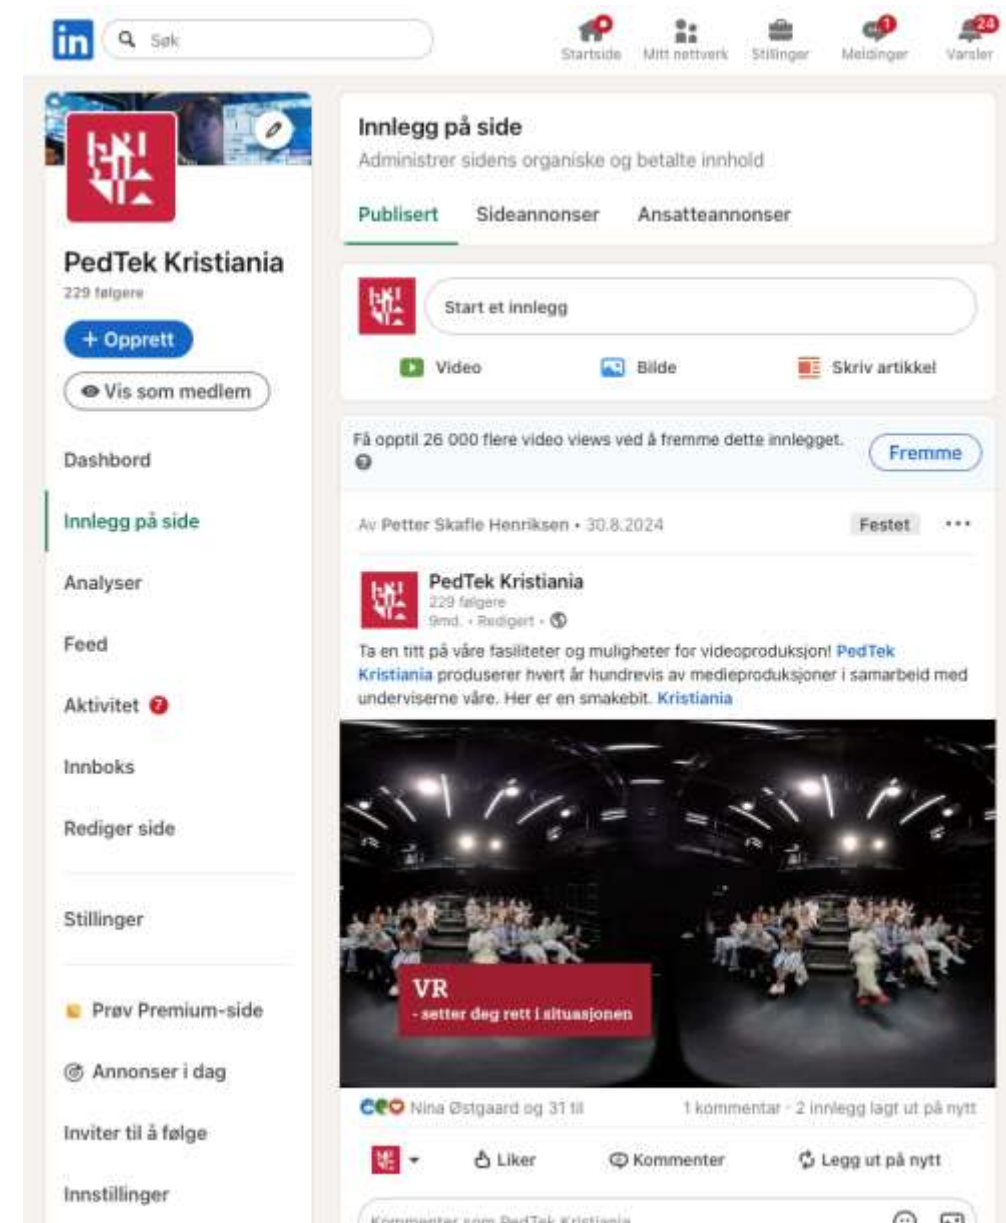 in
Søk
Startside
Mitt nettverk
Stillinger
1
Meldinger
24
Varsler
PedTek Kristiania
229 følgere
+ Opprett
Vis som medlem
Dashbord
Innlegg på side
Analyser
Feed
Aktivitet 7
Innboks
Rediger side
Stillinger
Prøv Premium-side
Annonser i dag
Inviter til å følge
Innstillinger
Innlegg på side
Administrer sidens organiske og betalte innhold
Publisert Sideannonser Ansatteannonser
Start et innlegg
Video Bilde Skriv artikkel
Få opptil 26 000 flere video views ved å fremme dette innlegget.
Fremme
Av Petter Skafle Henriksen • 30.8.2024
Festet
PedTek Kristiania
229 følgere
9md. • Redigert •
Ta en titt på våre fasiliteter og muligheter for videoproduksjon! PedTek
Kristiania produserer hvert år hundrevis av medieproduksjoner i samarbeid med
underviserne våre. Her er en smakebit. Kristiania
VR
- setter deg rett i situasjonen
Nina Østgaard og 31 til
1 kommentar · 2 innlegg lagt ut på nytt
Liker Kommenter Legg ut på nytt
Kommenter som PedTek Kristiania